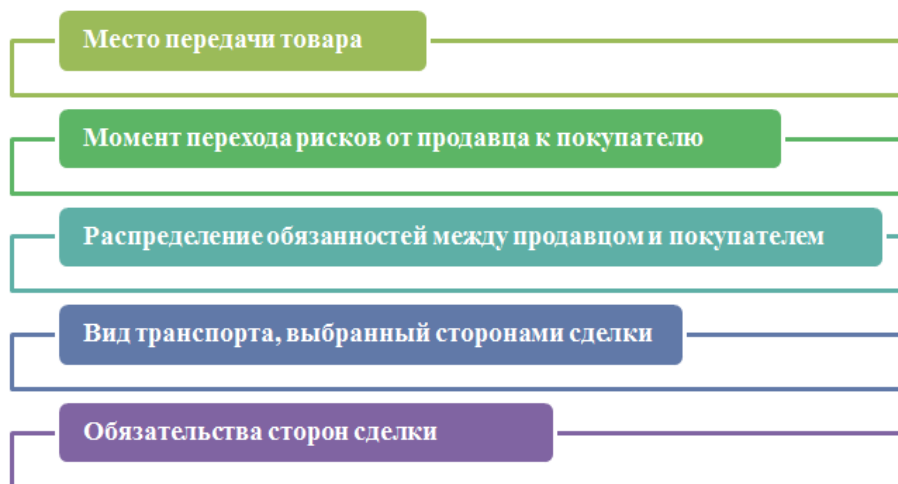 Место передачи товара
Момент перехода рисков от продавца к покупателю
Распределение обязанностей между продавцом и покупателем
Вид транспорта, выбранный сторонами сделки
Обязательства сторон сделки